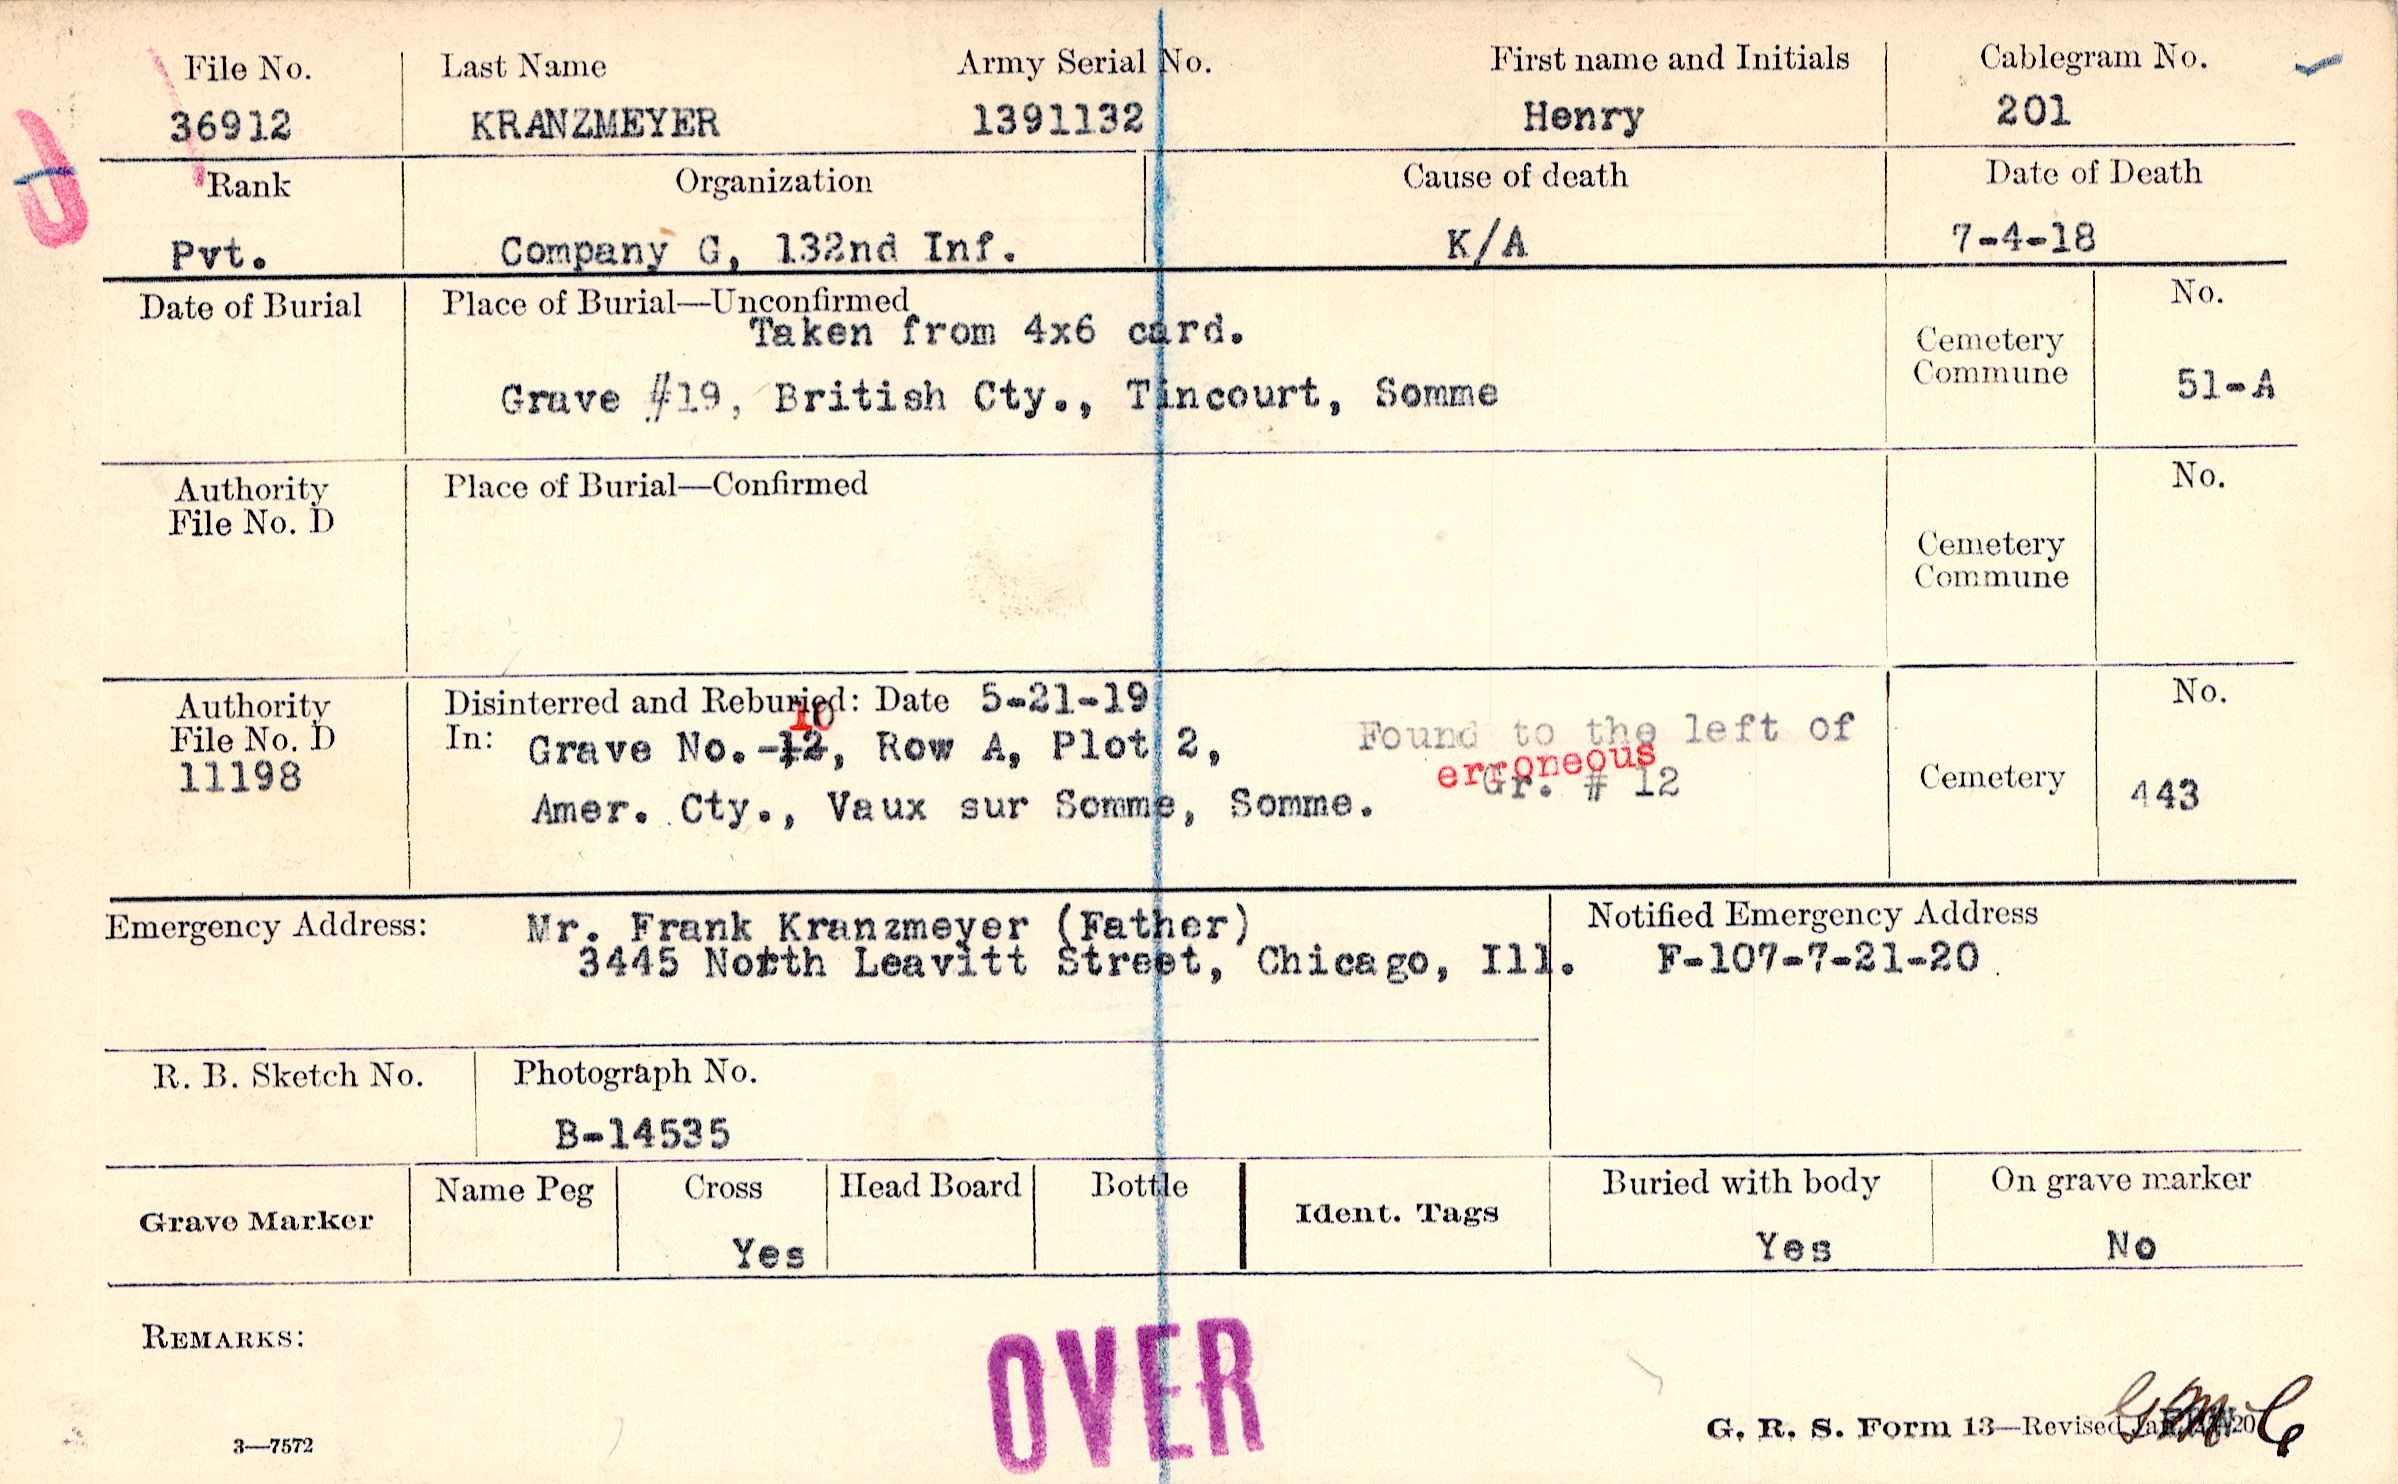 File No. Last Name Army Serial No. First name and Initials Cablegram No.
36912 KRANZMEYER 1391132 Henry 201
Rank Organization Cause of death Date of Death
Pvt. Company G, 132nd Inf. K/A 7-4-18
Date of Burial Place of Burial—Unconfirmed No.
Taken from 4x6 card.
Cemetery
Commune
Grave #19, British Cty., Tincourt, Somme 51-A
Authority Place of Burial—Confirmed No.
File No. D
Cemetery
Commune
Authority Disinterred and Reburied: Date 5-21-19 No.
10
File No. D In: Grave No.-12, Row A, Plot 2, Found to the left of
erroneous
11198 Gr. # 12 Cemetery 443
Amer. Cty., Vaux sur Somme, Somme.
Emergency Address: Mr. Frank Kranzmeyer (Father) Notified Emergency Address
3445 North Leavitt Street, Chicago, Ill. F-107-7-21-20
R. B. Sketch No. Photograph No.
B-14535
Grave Marker Name Peg Cross Head Board Bottle Ident. Tags Buried with body On grave marker
Yes Yes No
REMARKS:
OVER
3—7572 G. R. S. Form 13—Revised